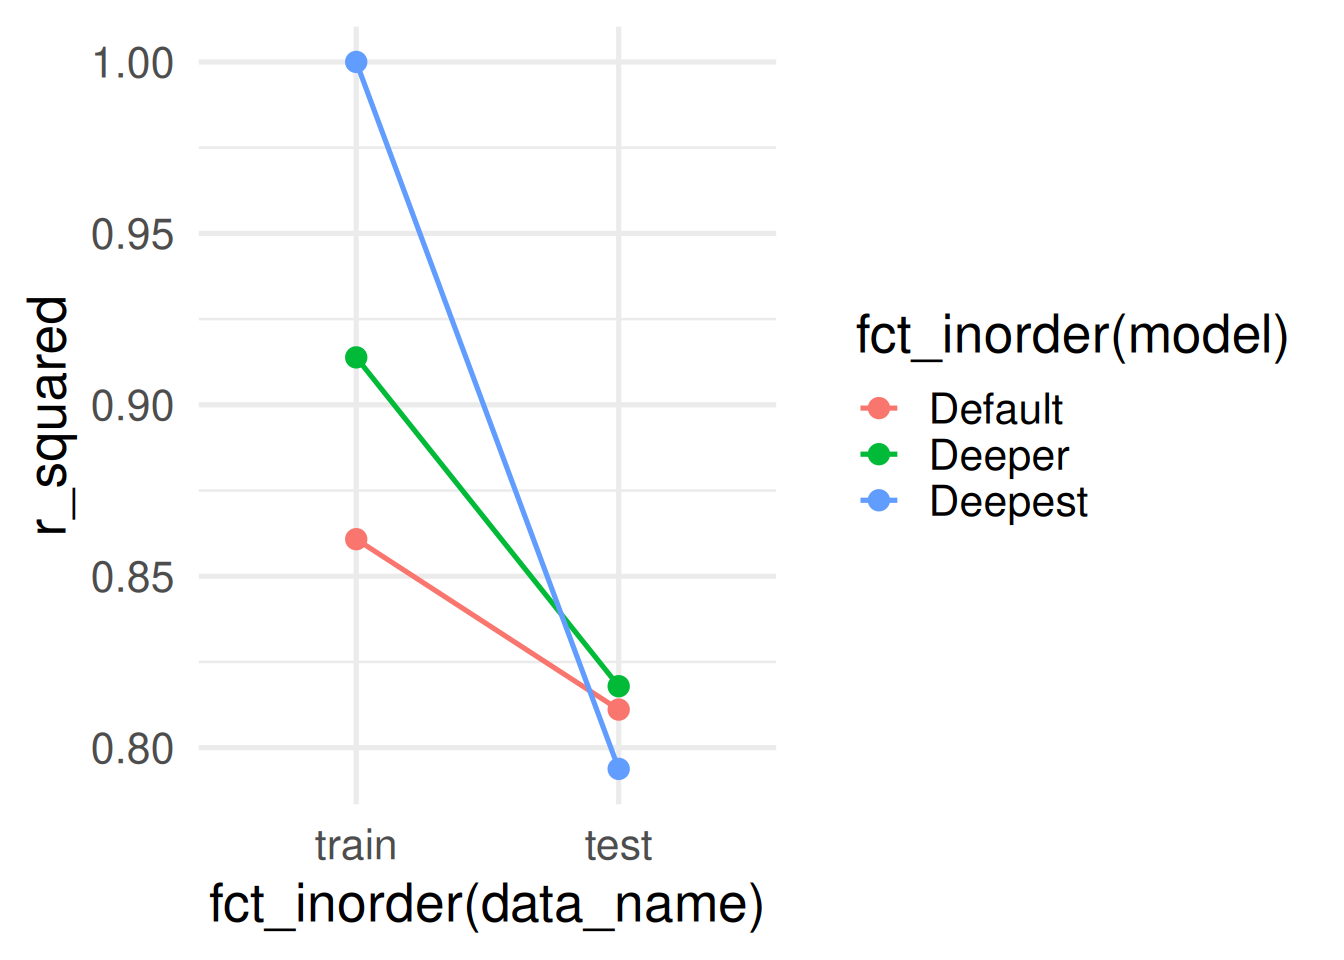 1.00
0.95
0.90
0.85
0.80
r_squared
train
test
fct_inorder(data_name)
fct_inorder(model)
Default
Deeper
Deepest